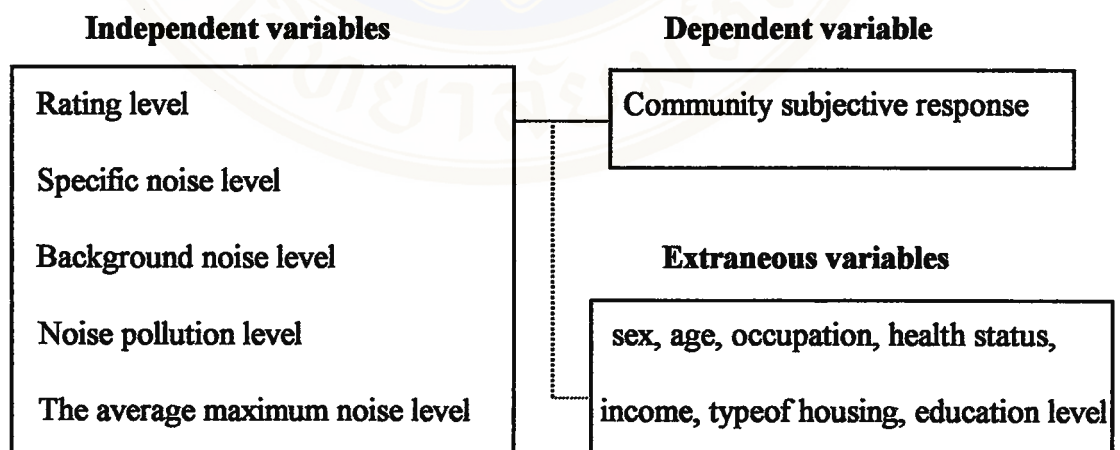 Independent variables
Rating level
Specific noise level
Background noise level
Noise pollution level
The average maximum noise level
Dependent variable
Community subjective response
Extraneous variables
sex, age, occupation, health status,
income, typeof housing, education level